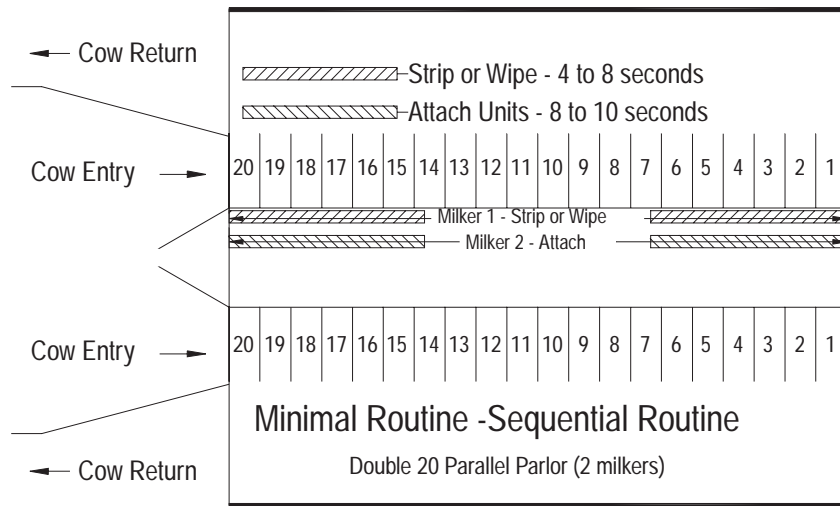 Cow Return
Strip or Wipe - 4 to 8 seconds
Attach Units - 8 to 10 seconds
Cow Entry
20 19 18 17 16 15 14 13 12 11 10 9 8 7 6 5 4 3 2 1
Milker 1 - Strip or Wipe
Milker 2 - Attach
Cow Entry
20 19 18 17 16 15 14 13 12 11 10 9 8 7 6 5 4 3 2 1
Minimal Routine -Sequential Routine
Cow Return
Double 20 Parallel Parlor (2 milkers)